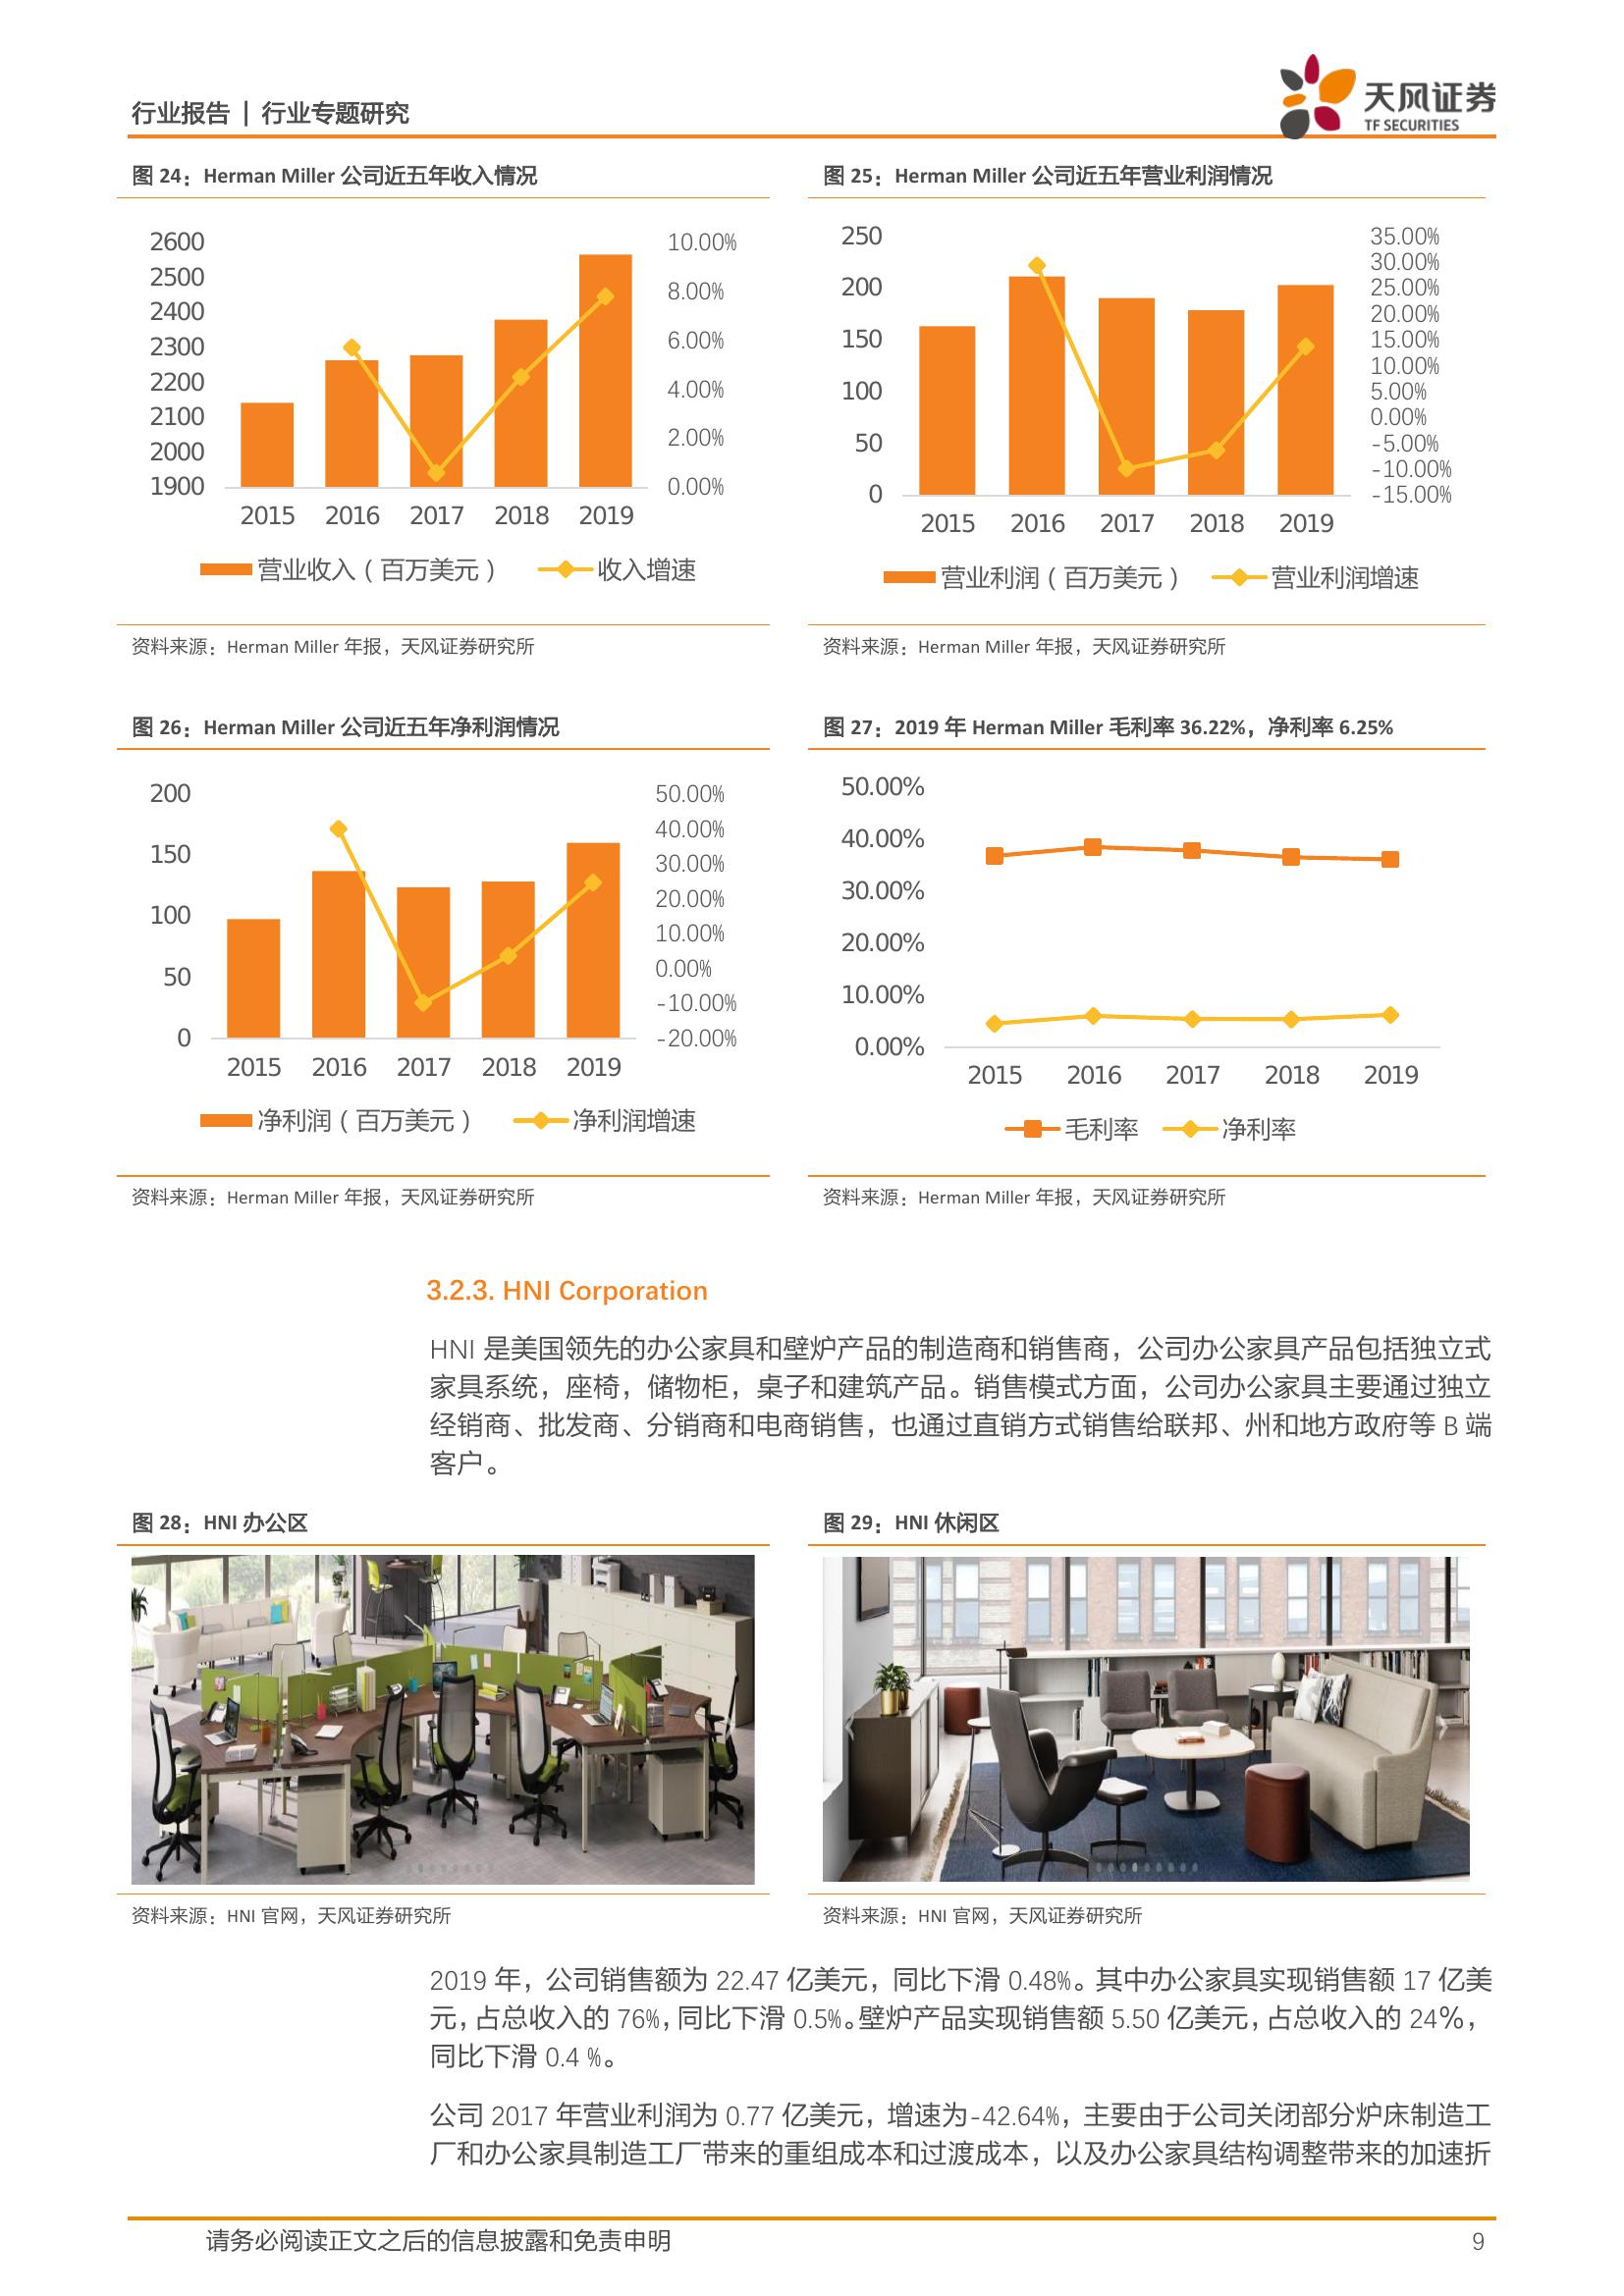 行业报告 | 行业专题研究
天风证券
TF SECURITIES
图 24：Herman Miller 公司近五年收入情况
2600
2500
2400
2300
2200
2100
2000
1900
10.00%
8.00%
6.00%
4.00%
2.00%
0.00%
2015 2016 2017 2018 2019
营业收入（百万美元） 收入增速
资料来源：Herman Miller 年报，天风证券研究所
图 25：Herman Miller 公司近五年营业利润情况
250
200
150
100
50
0
35.00%
30.00%
25.00%
20.00%
15.00%
10.00%
5.00%
0.00%
-5.00%
-10.00%
-15.00%
2015 2016 2017 2018 2019
营业利润（百万美元） 营业利润增速
资料来源：Herman Miller 年报，天风证券研究所
图 26：Herman Miller 公司近五年净利润情况
200
150
100
50
0
50.00%
40.00%
30.00%
20.00%
10.00%
0.00%
-10.00%
-20.00%
2015 2016 2017 2018 2019
净利润（百万美元） 净利润增速
资料来源：Herman Miller 年报，天风证券研究所
图 27：2019 年 Herman Miller 毛利率 36.22%，净利率 6.25%
50.00%
40.00%
30.00%
20.00%
10.00%
0.00%
2015 2016 2017 2018 2019
毛利率 净利率
资料来源：Herman Miller 年报，天风证券研究所
3.2.3. HNI Corporation
HNI 是美国领先的办公家具和壁炉产品的制造商和销售商，公司办公家具产品包括独立式
家具系统，座椅，储物柜，桌子和建筑产品。销售模式方面，公司办公家具主要通过独立
经销商、批发商、分销商和电商销售，也通过直销方式销售给联邦、州和地方政府等 B 端
客户。
图 28：HNI 办公区
资料来源：HNI 官网，天风证券研究所
图 29：HNI 休闲区
资料来源：HNI 官网，天风证券研究所
2019 年，公司销售额为 22.47 亿美元，同比下滑 0.48%。其中办公家具实现销售额 17 亿美
元，占总收入的 76%，同比下滑 0.5%。壁炉产品实现销售额 5.50 亿美元，占总收入的 24%，
同比下滑 0.4 %。
公司 2017 年营业利润为 0.77 亿美元，增速为-42.64%，主要由于公司关闭部分炉床制造工
厂和办公家具制造工厂带来的重组成本和过渡成本，以及办公家具结构调整带来的加速折
请务必阅读正文之后的信息披露和免责申明 9